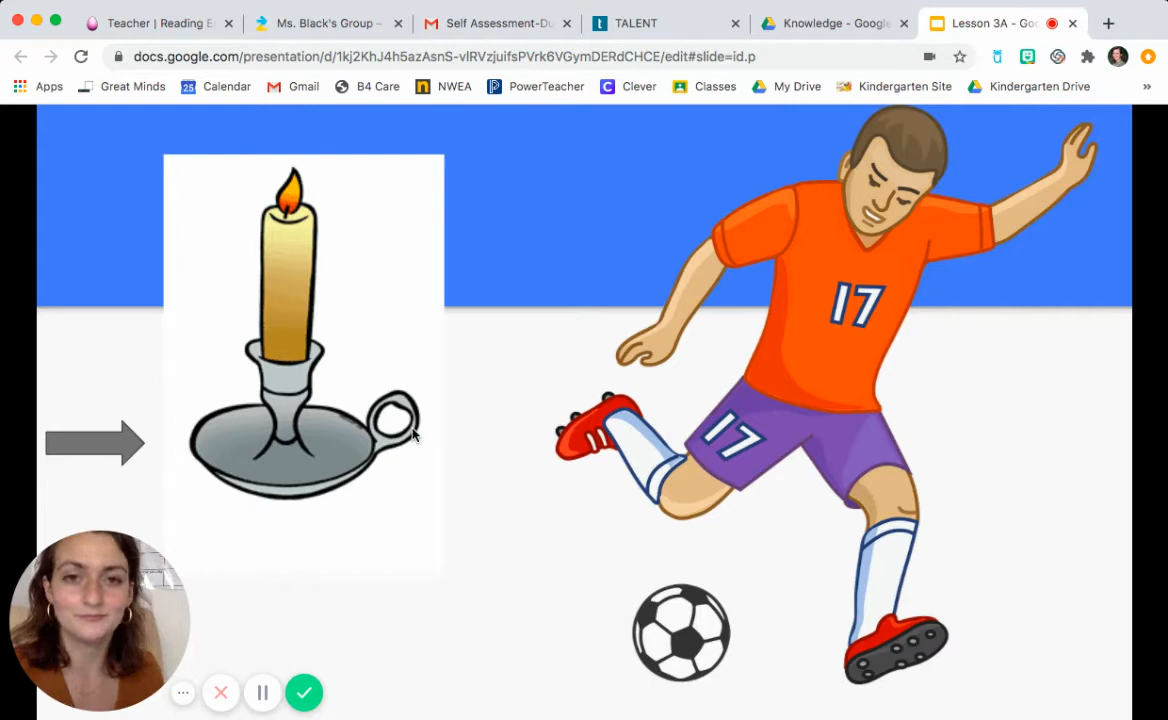 Teacher | Reading E
Ms. Black's Group –
Self Assessment-Du
TALENT
Knowledge - Google
Lesson 3A - Goo
docs.google.com/presentation/d/1kj2KhJ4h5azAsnS-vlRVzjuifsPVrk6VGymDERdCHCE/edit#slide=id.p
Apps
Great Minds
Calendar
Gmail
B4 Care
NWEA
PowerTeacher
Clever
Classes
My Drive
Kindergarten Site
Kindergarten Drive
17
17